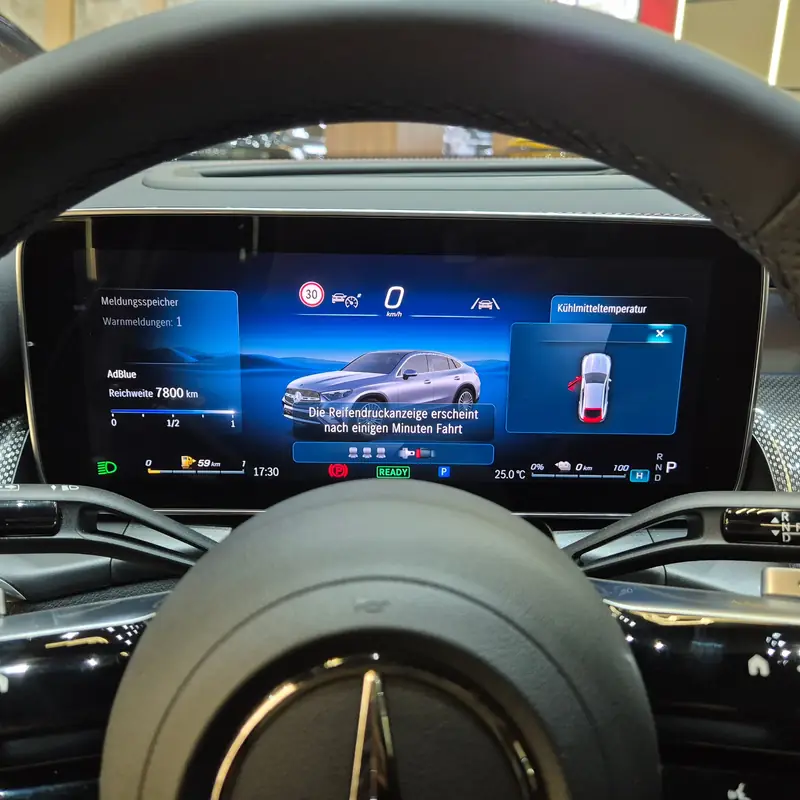 30
0
km/h
Meldungsspeicher
Warnmeldungen: 1
Kühlmitteltemperatur
X
AdBlue
Reichweite 7800 km
0 1/2 1
Die Reifendruckanzeige erscheint
nach einigen Minuten Fahrt
0 59 km 1
17:30
P
READY
P
25.0 °C
0% 0 km 100
H
R
N
D
P
R
N
D
P